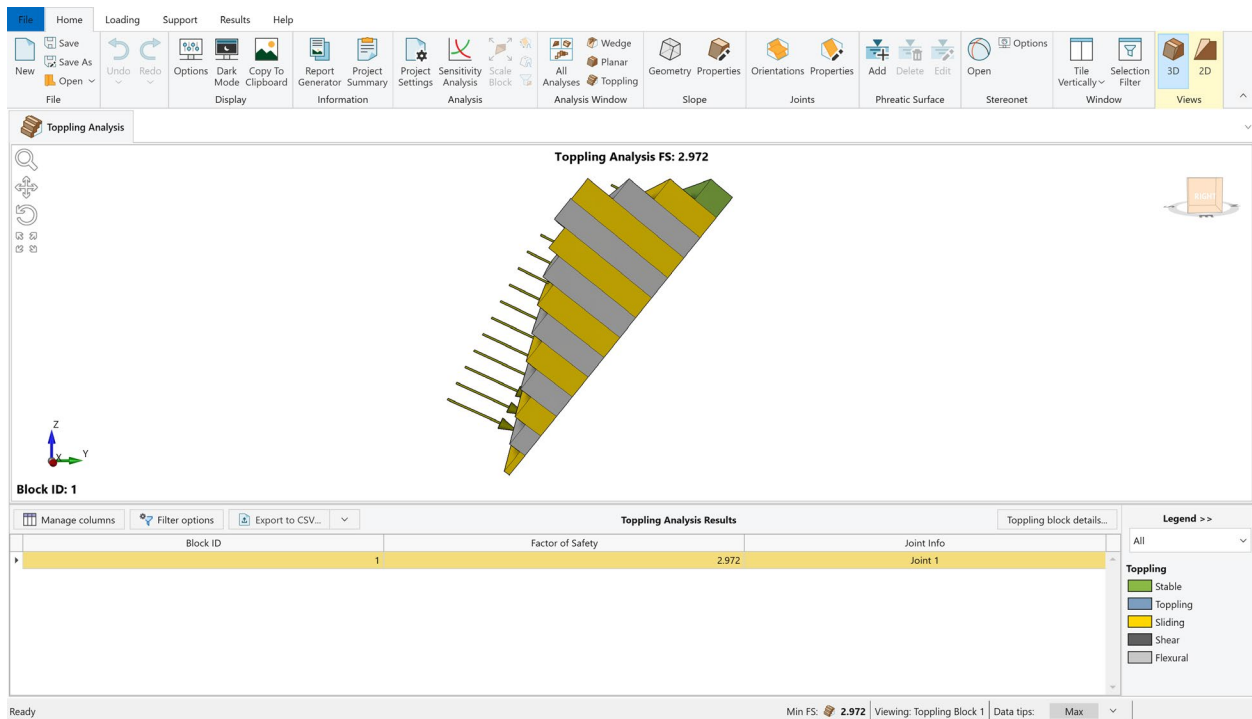 File Home Loading Support Results Help
New Save Save As Open Undo Redo Options Dark Mode Copy To Clipboard Report Generator Project Summary Project Settings Sensitivity Analysis Scale Block All Analyses Wedge Planar Toppling Geometry Properties Orientations Properties Add Delete Edit Open Options Tile Vertically Selection Filter 3D 2D
File Display Information Analysis Analysis Window Slope Joints Phreatic Surface Stereonet Window Views
Toppling Analysis
Toppling Analysis FS: 2.972
RIGHT
Z
X Y
Block ID: 1
Manage columns Filter options Export to CSV... Toppling Analysis Results Toppling block details... Legend >>
Block ID Factor of Safety Joint Info All
1 2.972 Joint 1
Toppling
Stable
Toppling
Sliding
Shear
Flexural
Ready Min FS: 2.972 Viewing: Toppling Block 1 Data tips: Max